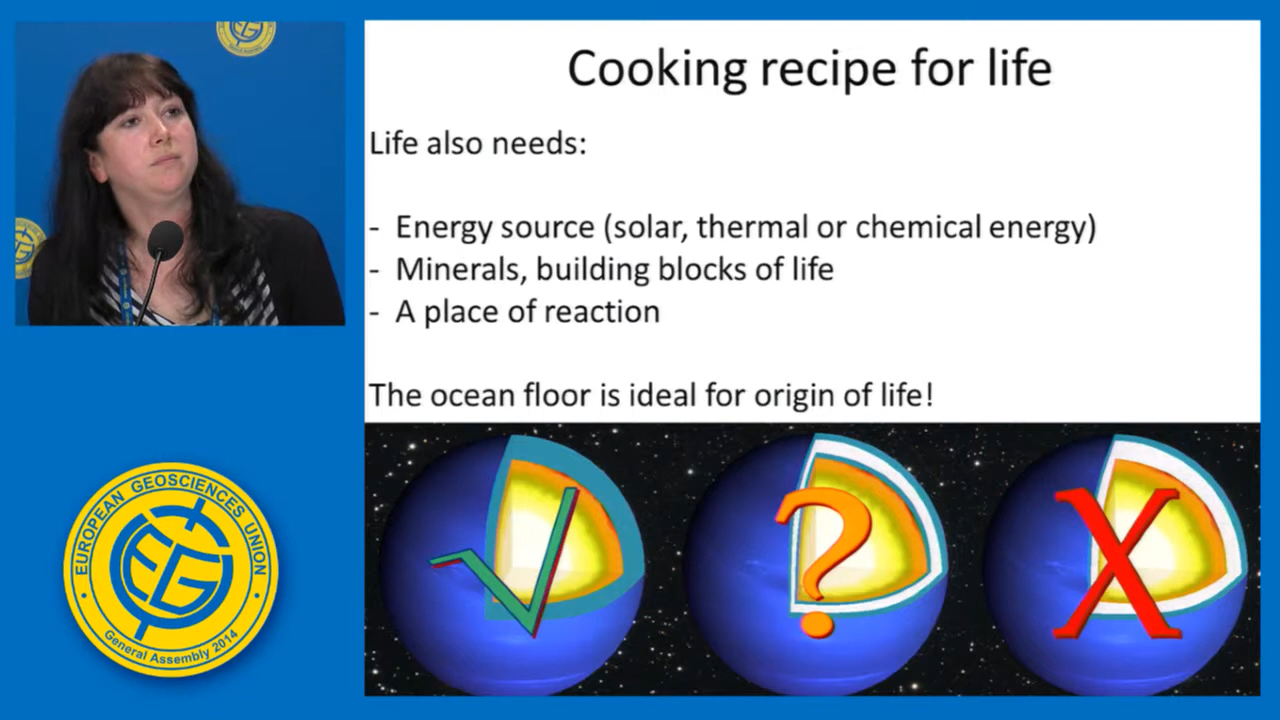 Cooking recipe for life
Life also needs:
- Energy source (solar, thermal or chemical energy)
- Minerals, building blocks of life
- A place of reaction
The ocean floor is ideal for origin of life!
?
X
EUROPEAN GEOSCIENCES UNION
EGU
General Assembly 2014